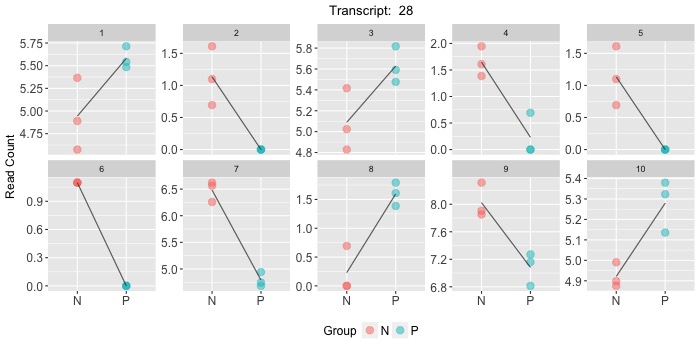 Transcript: 28
Read Count
1 2 3 4 5
5.75 5.50 5.25 5.00 4.75
1.5 1.0 0.5 0.0
5.8 5.6 5.4 5.2 5.0 4.8
2.0 1.5 1.0 0.5 0.0
1.5 1.0 0.5 0.0
6 7 8 9 10
0.9 0.6 0.3 0.0
6.5 6.0 5.5 5.0
1.5 1.0 0.5 0.0
8.0 7.6 7.2 6.8
5.4 5.3 5.2 5.1 5.0 4.9
N P N P N P N P N P
Group N P